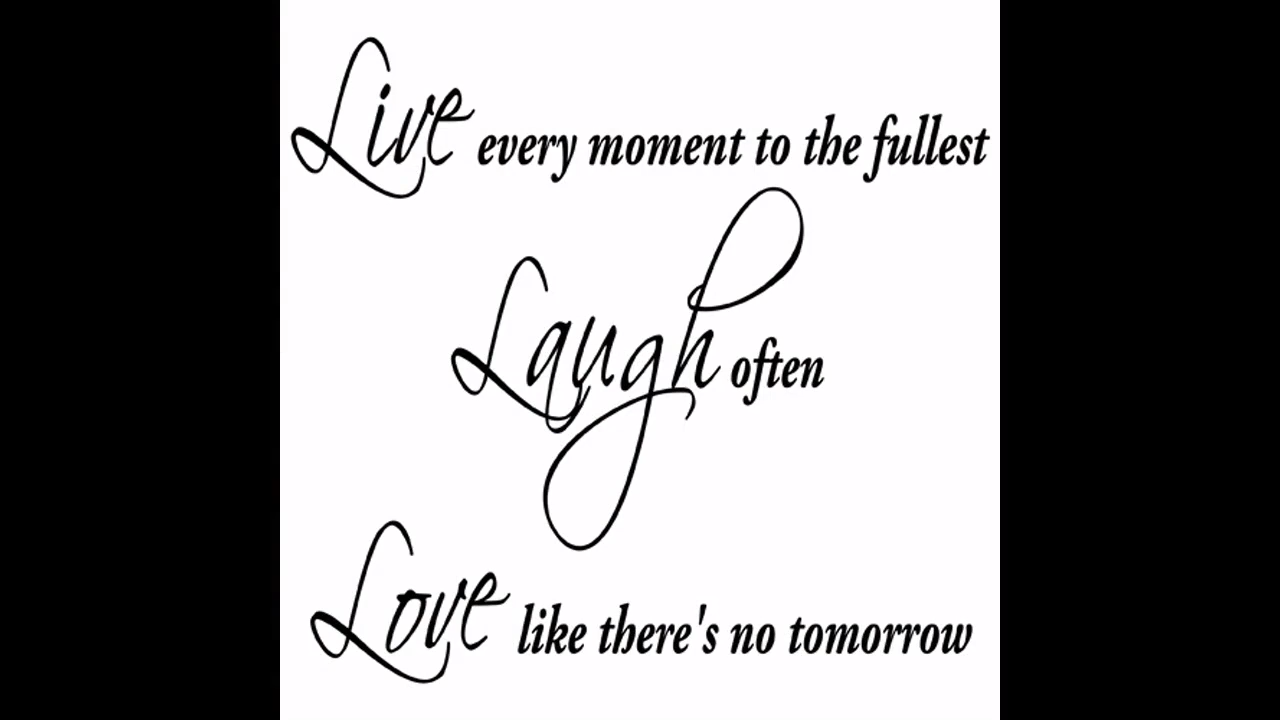 Live every moment to the fullest
Laugh often
Love like there's no tomorrow